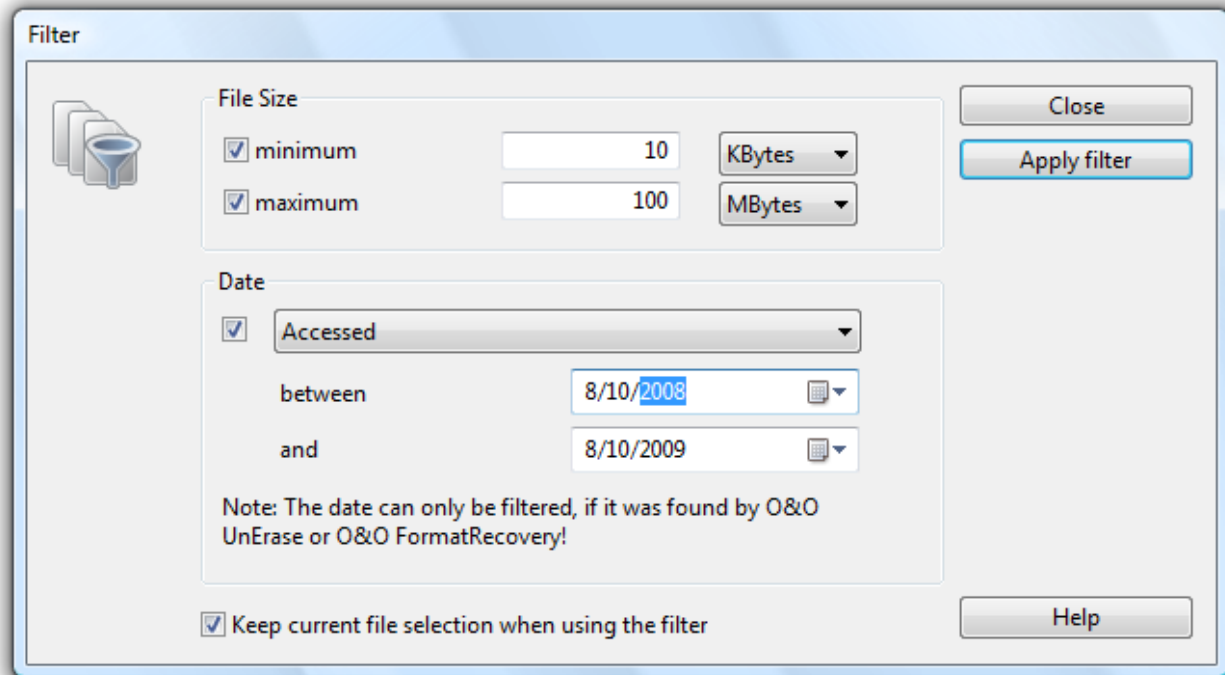 Filter
File Size
minimum 10 KBytes
maximum 100 MBytes
Close
Apply filter
Date
Accessed
between 8/10/2008
and 8/10/2009
Note: The date can only be filtered, if it was found by O&O
UnErase or O&O FormatRecovery!
Keep current file selection when using the filter
Help